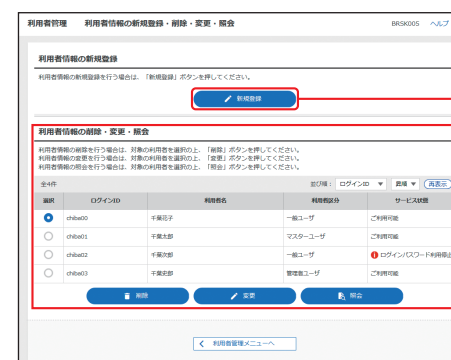 利用者管理 利用者情報の新規登録・削除・変更・照会 BRSK005 ヘルプ
利用者情報の新規登録
利用者情報の新規登録を行う場合は、「新規登録」ボタンを押してください。
新規登録
利用者情報の削除・変更・照会
利用者情報の削除を行う場合は、対象の利用者を選択の上、「削除」ボタンを押してください。
利用者情報の変更を行う場合は、対象の利用者を選択の上、「変更」ボタンを押してください。
利用者情報の照会を行う場合は、対象の利用者を選択の上、「照会」ボタンを押してください。
全4件 並び順： ログインID 昇順 再表示
選択 ログインID 利用者名 利用者区分 サービス状態
chiba00 千葉花子 一般ユーザ ご利用可能
chiba01 千葉太郎 マスターユーザ ご利用可能
chiba02 千葉次郎 一般ユーザ ログインパスワード利用停止
chiba03 千葉史郎 管理者ユーザ ご利用可能
削除 変更 照会
利用者管理メニューへ